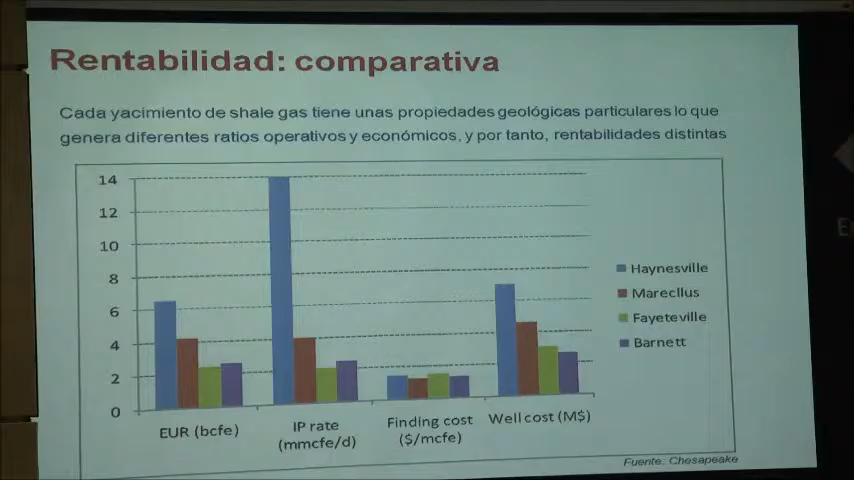 Rentabilidad: comparativa
Cada yacimiento de shale gas tiene unas propiedades geológicas particulares lo que
genera diferentes ratios operativos y económicos, y por tanto, rentabilidades distintas
14
12
10
8
6
4
2
0
EUR (bcfe)
IP rate
(mmcfe/d)
Finding cost
($/mcfe)
Well cost (M$)
Haynesville
Marecllus
Fayeteville
Barnett
Fuente: Chesapeake